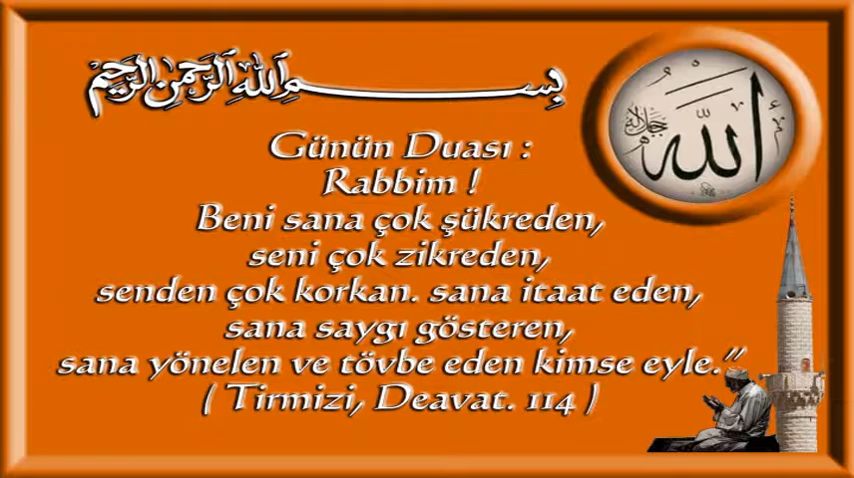 بسم الله الرحمن الرحيم
الله
جل جلاله
Günün Duası :
Rabbim !
Beni sana çok şükreden,
seni çok zikreden,
senden çok korkan. sana itaat eden,
sana saygı gösteren,
sana yönelen ve tövbe eden kimse eyle.”
( Tirmizi, Deavat. 114 )